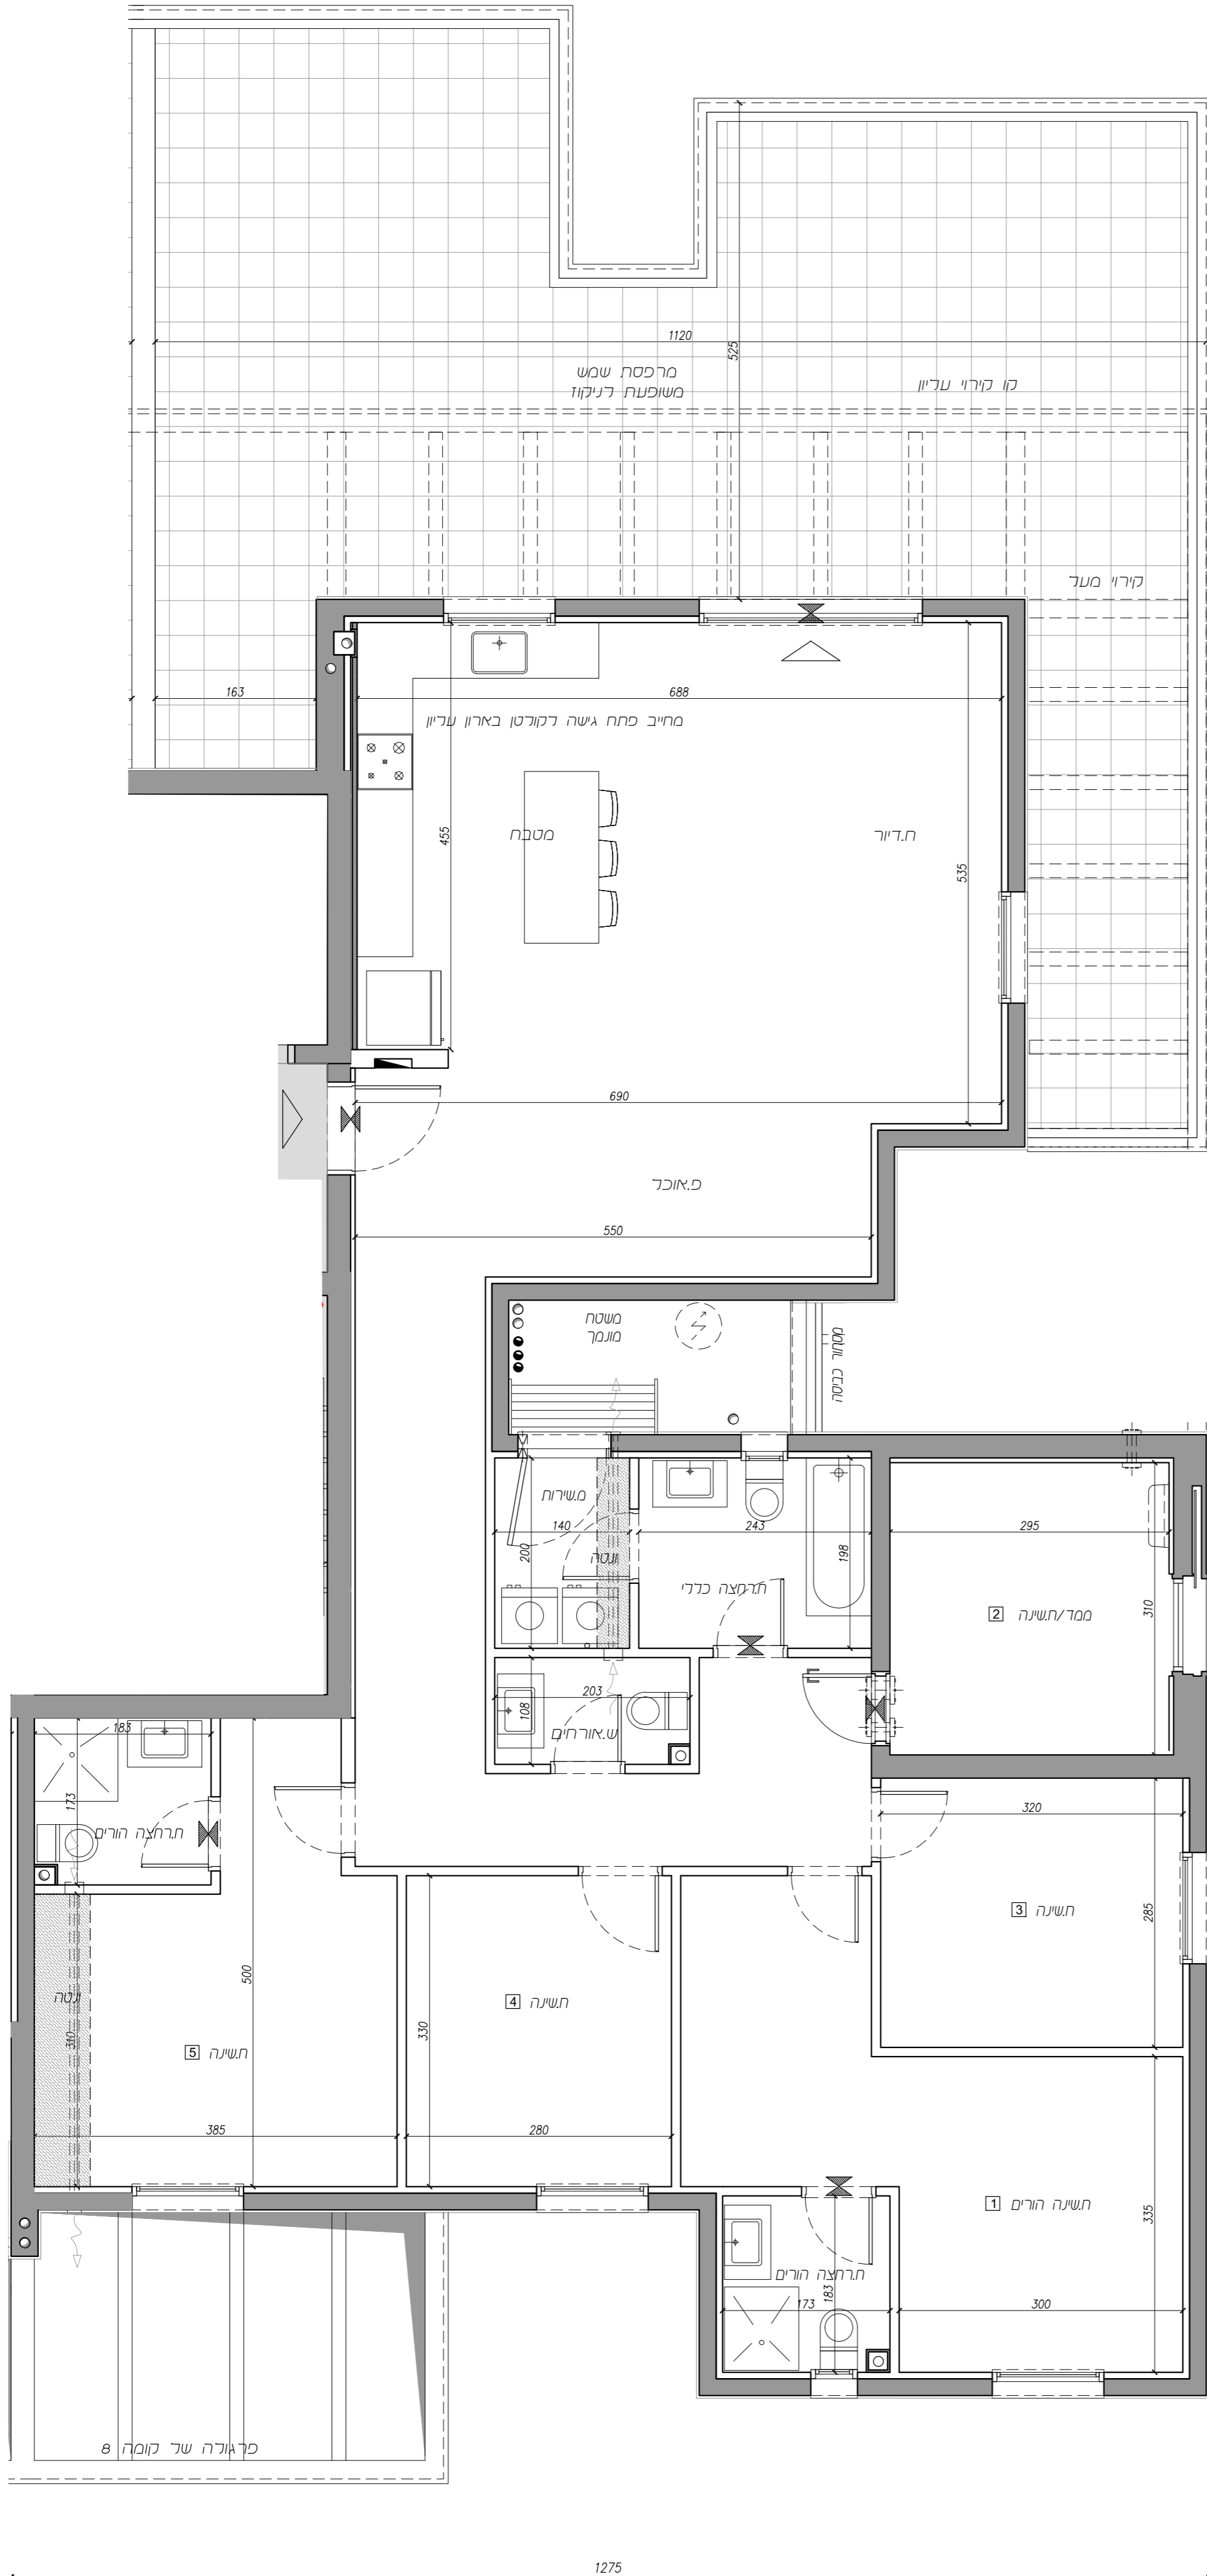 1120
525
מרפסת שמש
משופעת לניקוז
קו קירוי עליון
קירוי מעל
163
688
מחייב פתח גישה לקולטן בארון עליון
455
מטבח
ח.דיור
535
690
פ.אוכל
550
משטח
מונמך
מסתור כביסה
מ.שירות
140
200
ונטה
243
198
ח.רחצה כללי
295
310
2 ממד/ח.שינה
203
108
ש.אורחים
183
173
ח.רחצה הורים
320
3 ח.שינה
285
500
ונטה
310
5 ח.שינה
4 ח.שינה
330
385
280
1 ח.שינה הורים
335
ח.רחצה הורים
183
173
300
פרגולה של קומה 8
1275